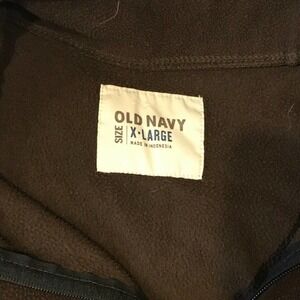 OLD NAVY
SIZE
X-LARGE
MADE IN INDONESIA